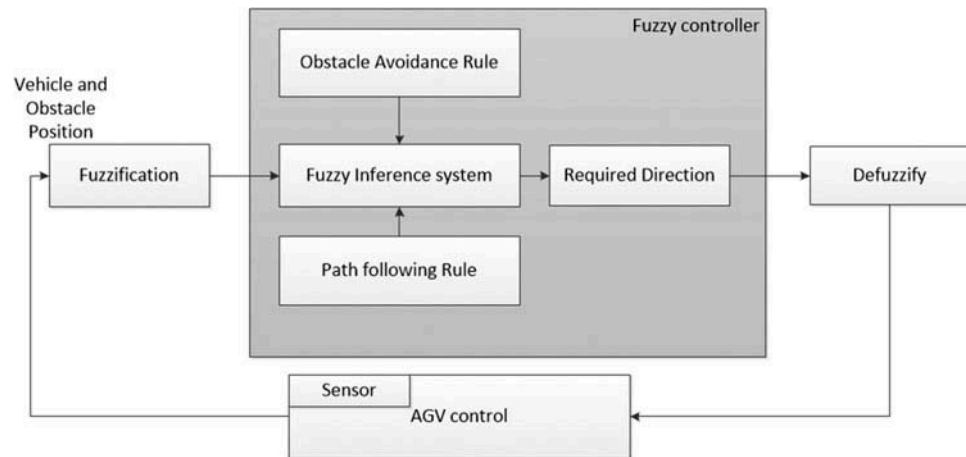 Fuzzy controller
Obstacle Avoidance Rule
Vehicle and
Obstacle
Position
Fuzzification
Fuzzy Inference system
Required Direction
Defuzzify
Path following Rule
Sensor
AGV control